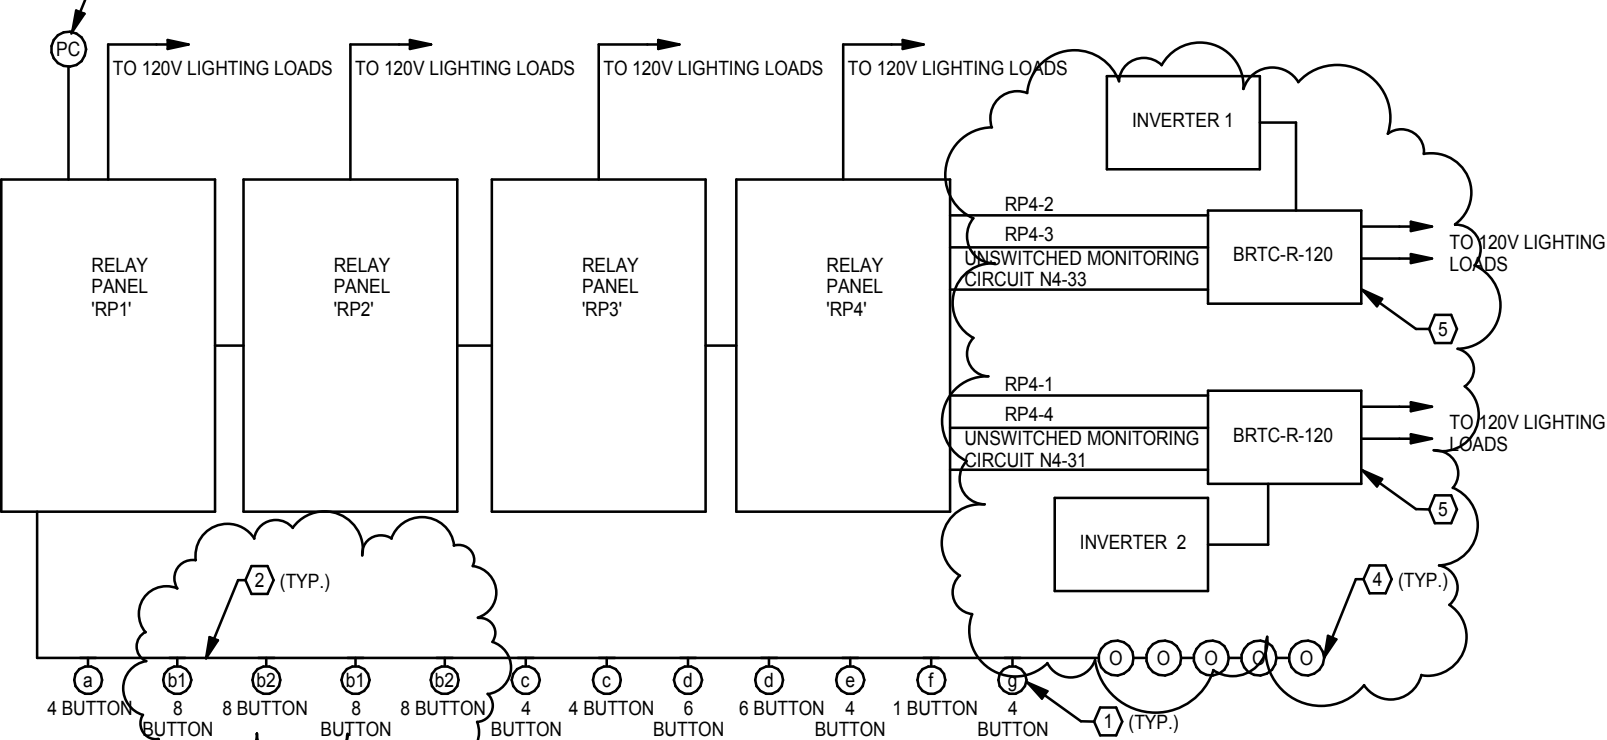 PC
TO 120V LIGHTING LOADS
TO 120V LIGHTING LOADS
TO 120V LIGHTING LOADS
TO 120V LIGHTING LOADS
INVERTER 1
RELAY
PANEL
'RP1'
RELAY
PANEL
'RP2'
RELAY
PANEL
'RP3'
RELAY
PANEL
'RP4'
RP4-2
RP4-3
UNSWITCHED MONITORING
CIRCUIT N4-33
BRTC-R-120
TO 120V LIGHTING
LOADS
5
RP4-1
RP4-4
UNSWITCHED MONITORING
CIRCUIT N4-31
BRTC-R-120
TO 120V LIGHTING
LOADS
5
INVERTER 2
2 (TYP.)
4 (TYP.)
O O O O O
a
4 BUTTON
b1
8
BUTTON
b2
8 BUTTON
b1
8
BUTTON
b2
8 BUTTON
c
4
BUTTON
c
4 BUTTON
d
6
BUTTON
d
6 BUTTON
e
4
BUTTON
f
1 BUTTON
g
4
BUTTON
1 (TYP.)